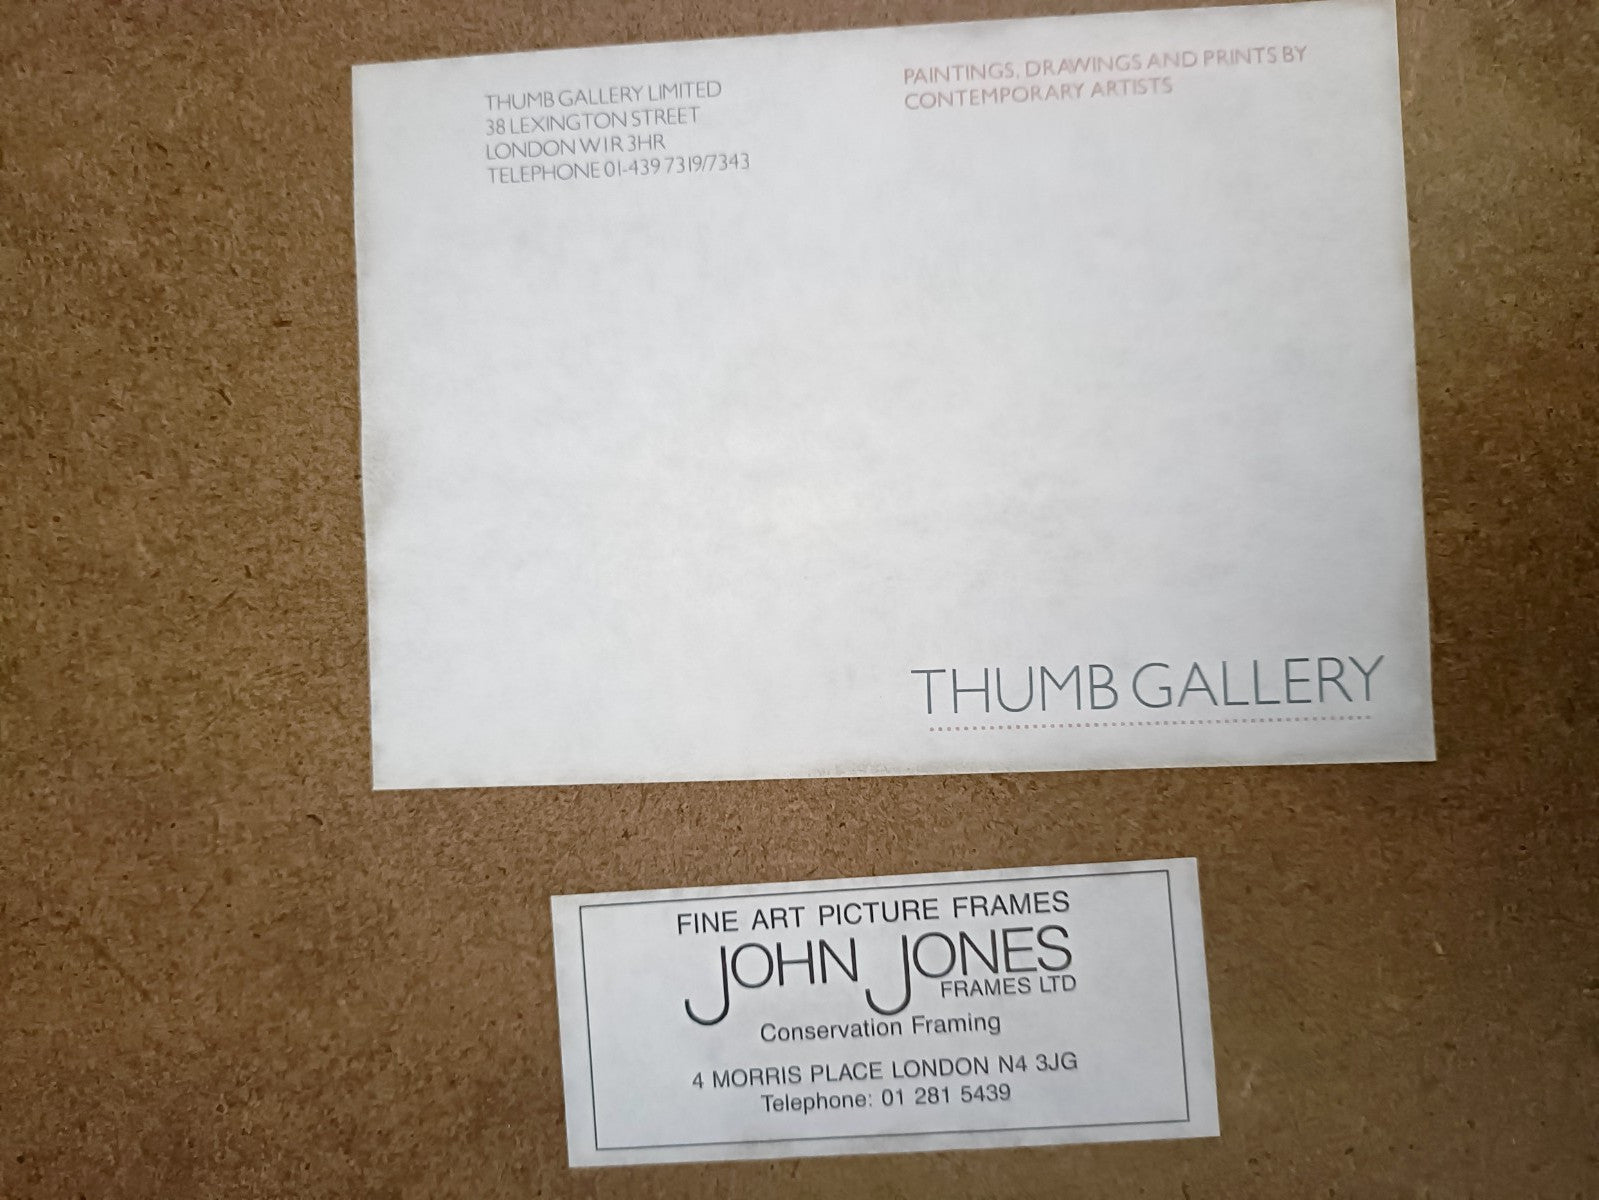 THUMB GALLERY LIMITED
38 LEXINGTON STREET
LONDON W1R 3HR
TELEPHONE 01-439 7319/7343
PAINTINGS, DRAWINGS AND PRINTS BY
CONTEMPORARY ARTISTS
THUMB GALLERY
FINE ART PICTURE FRAMES
JOHN JONES
FRAMES LTD
Conservation Framing
4 MORRIS PLACE LONDON N4 3JG
Telephone: 01 281 5439